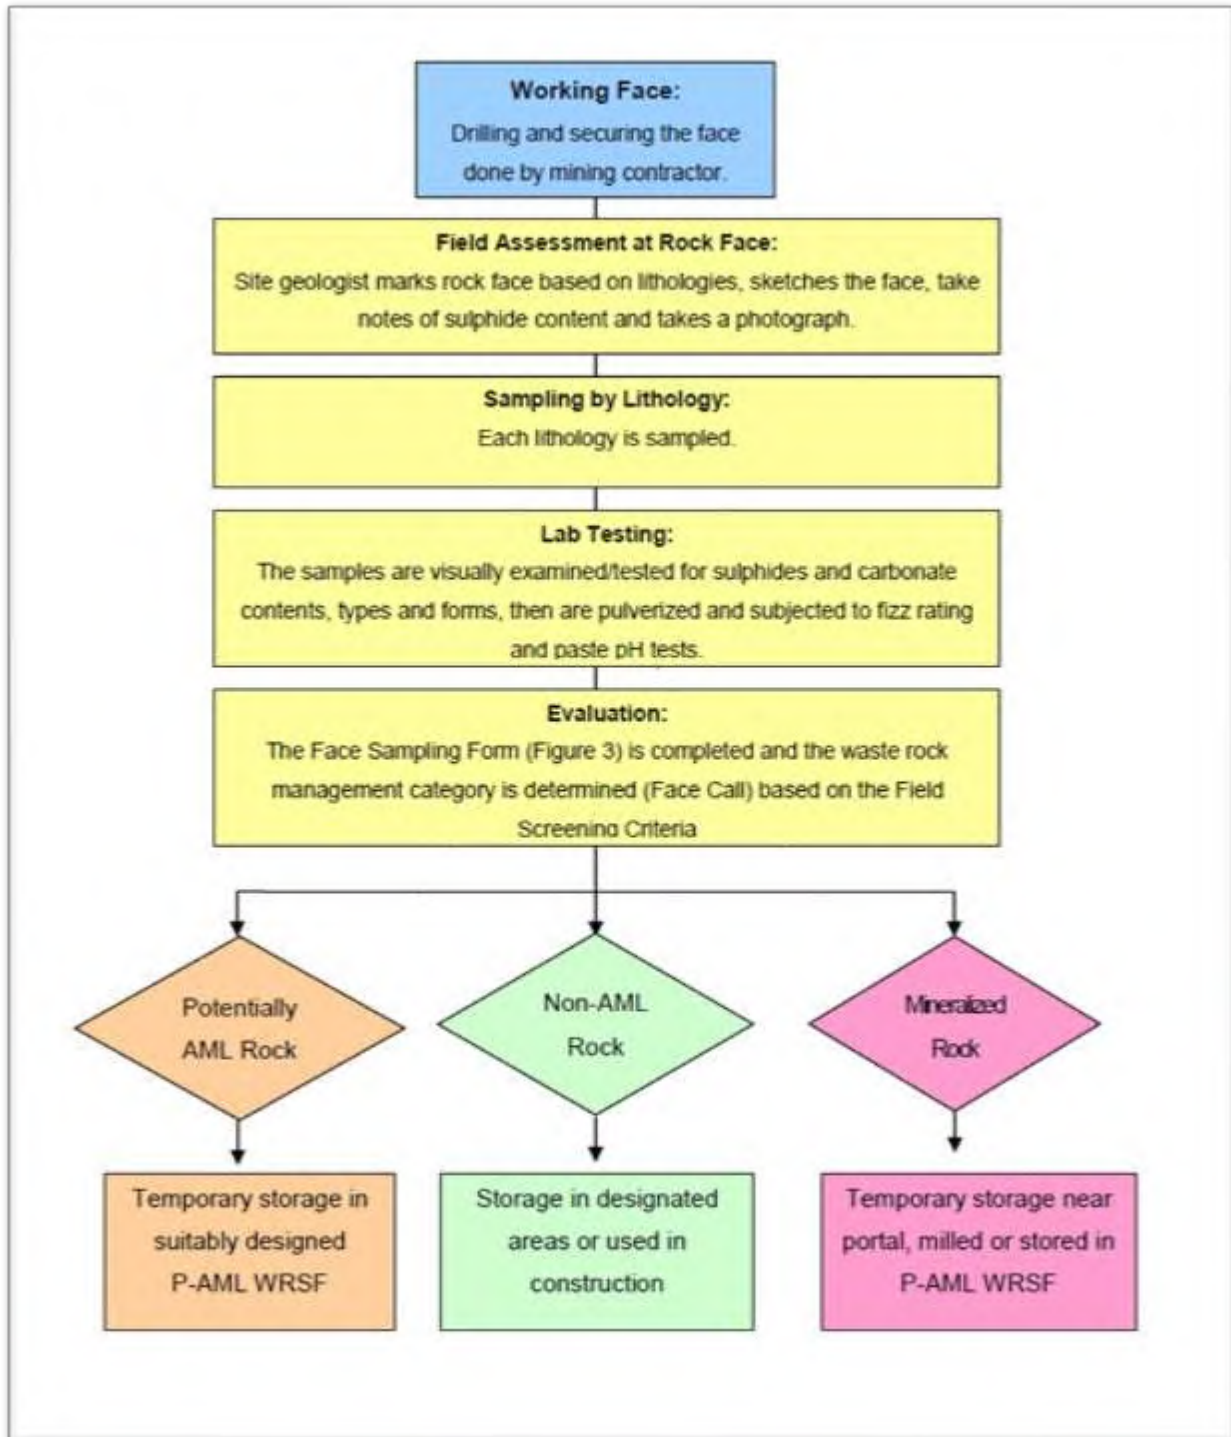 Working Face:
Drilling and securing the face
done by mining contractor.
Field Assessment at Rock Face:
Site geologist marks rock face based on lithologies, sketches the face, take
notes of sulphide content and takes a photograph.
Sampling by Lithology:
Each lithology is sampled.
Lab Testing:
The samples are visually examined/tested for sulphides and carbonate
contents, types and forms, then are pulverized and subjected to fizz rating
and paste pH tests.
Evaluation:
The Face Sampling Form (Figure 3) is completed and the waste rock
management category is determined (Face Call) based on the Field
Screening Criteria
Potentially
AML Rock
Non-AML
Rock
Mineralized
Rock
Temporary storage in
suitably designed
P-AML WRSF
Storage in designated
areas or used in
construction
Temporary storage near
portal, milled or stored in
P-AML WRSF